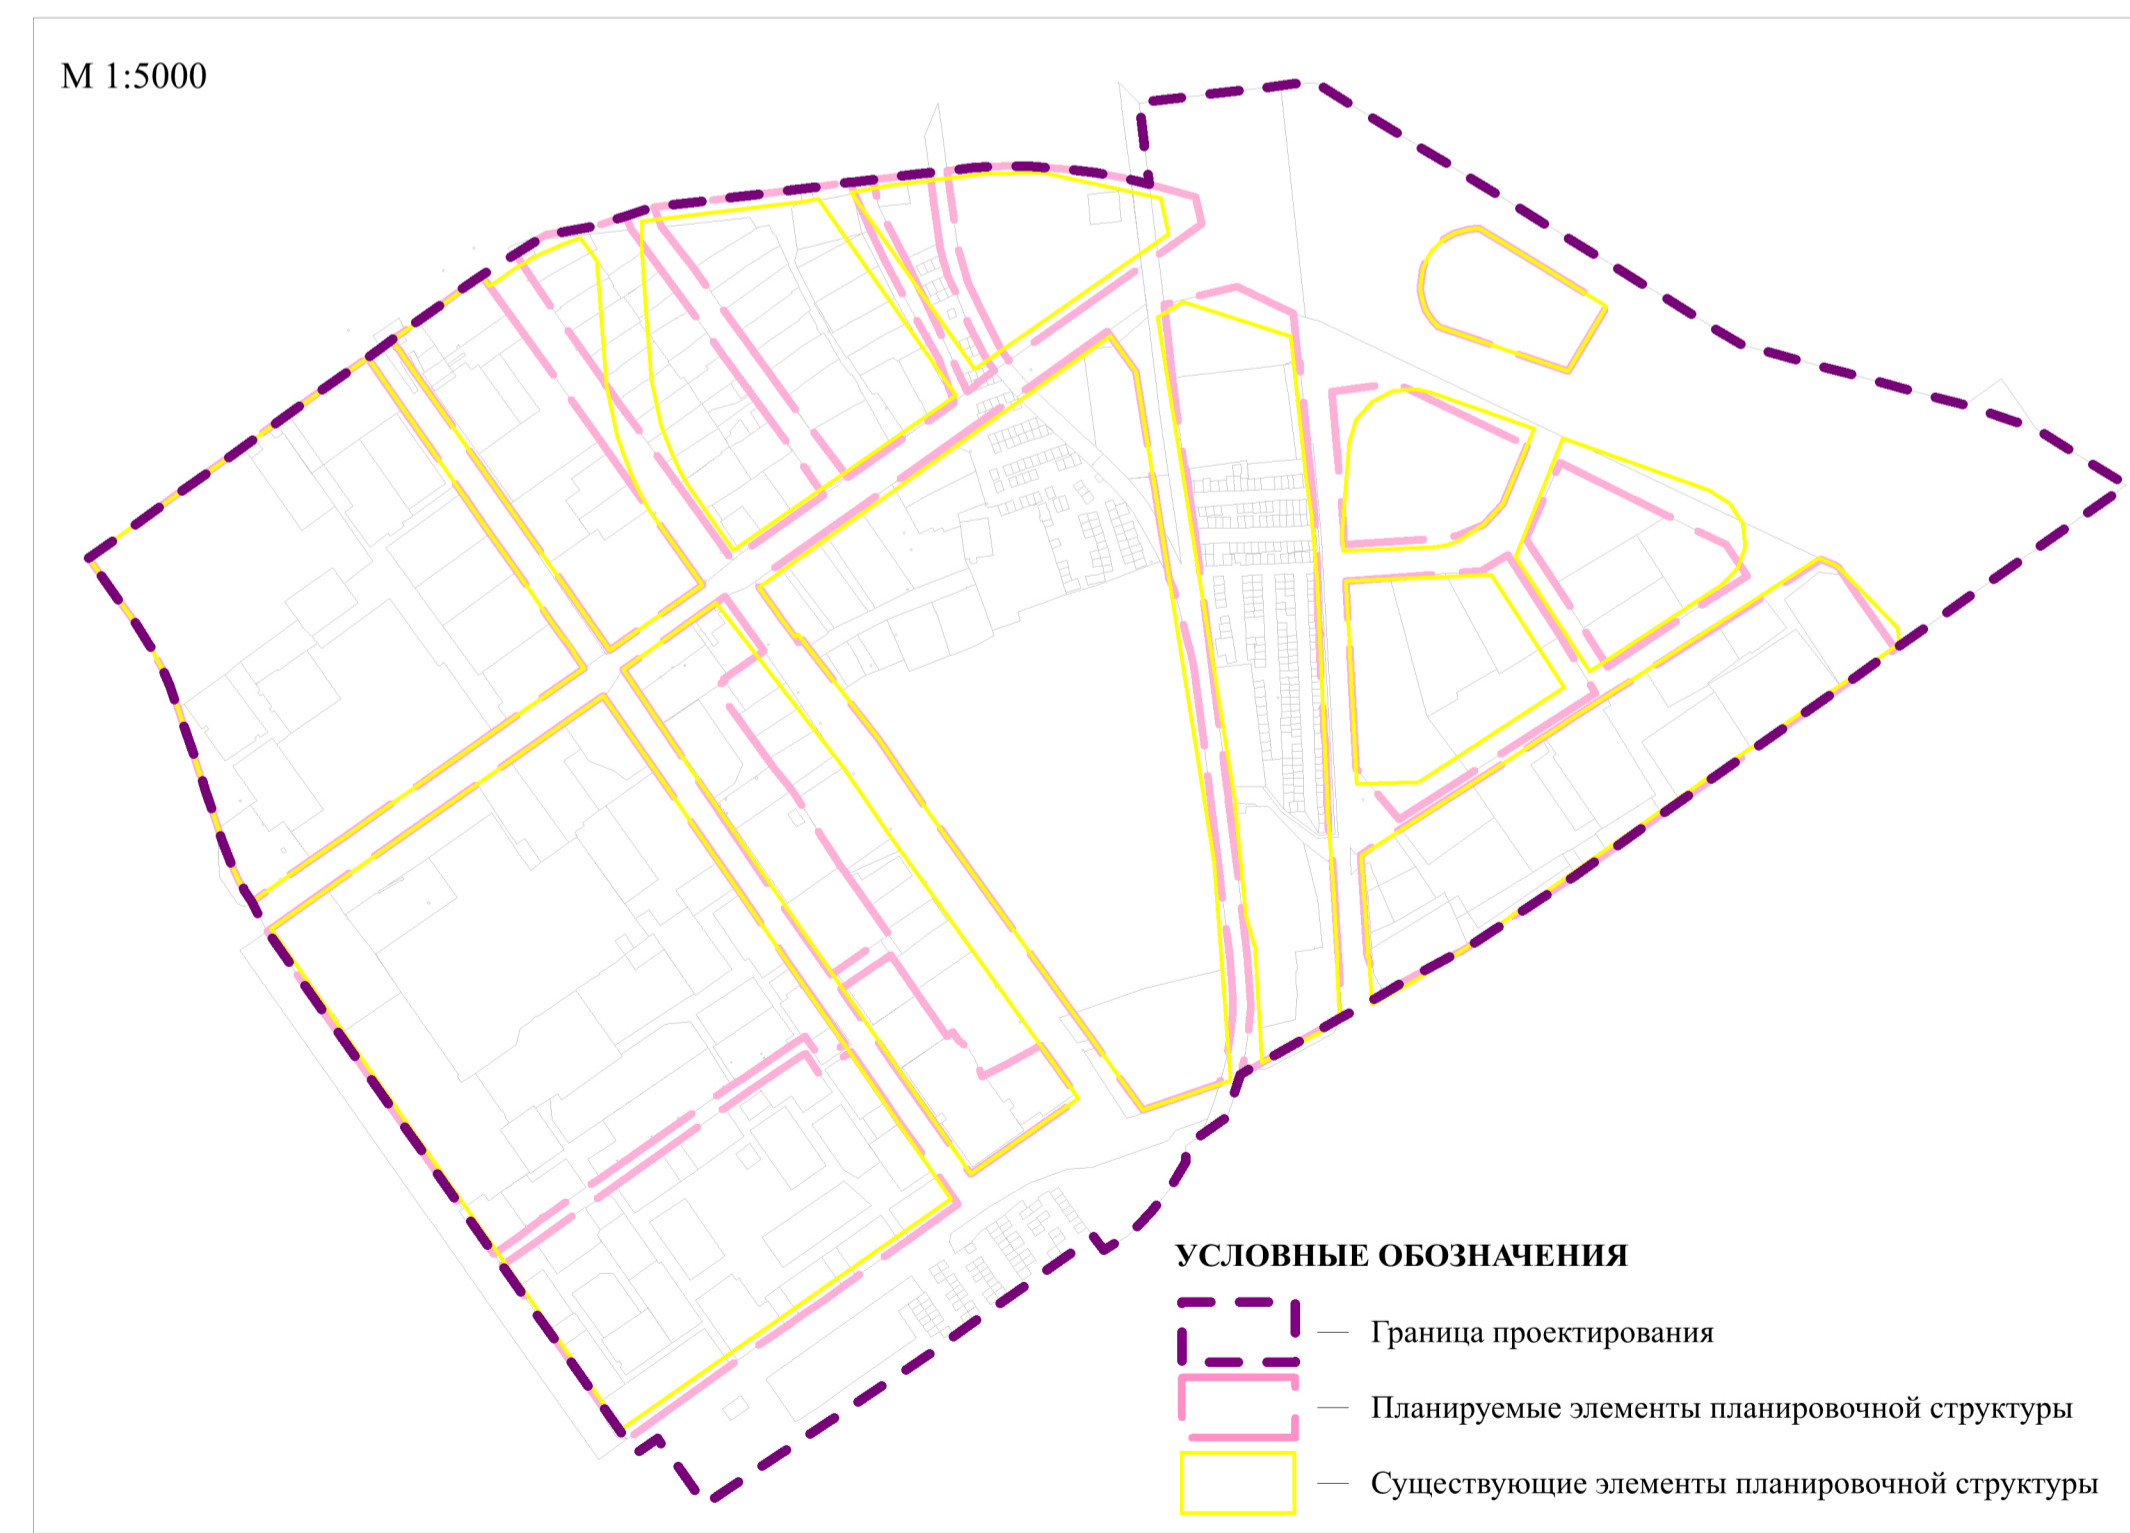 М 1:5000
УСЛОВНЫЕ ОБОЗНАЧЕНИЯ
Граница проектирования
Планируемые элементы планировочной структуры
Существующие элементы планировочной структуры